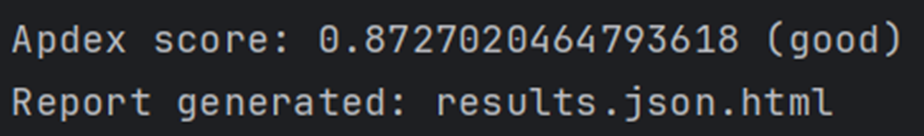 Apdex score: 0.8727020464793618 (good)
Report generated: results.json.html